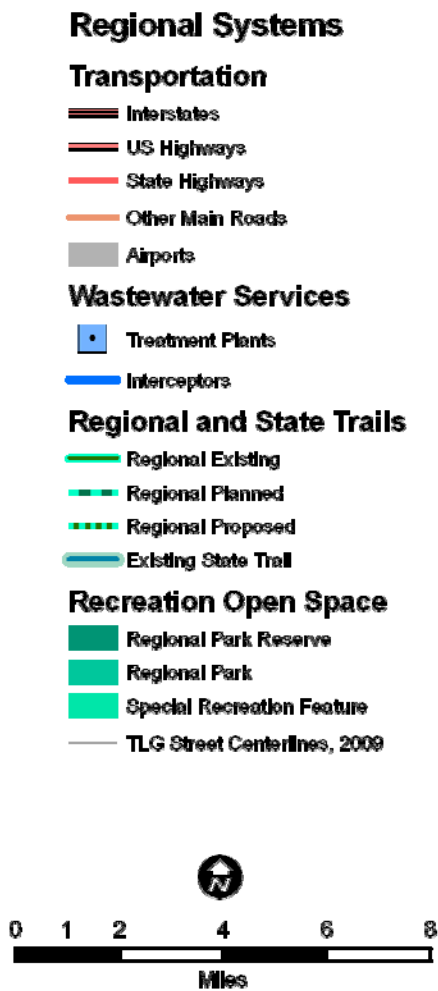 Regional Systems
Transportation
Interstates
US Highways
State Highways
Other Main Roads
Airports
Wastewater Services
Treatment Plants
Interceptors
Regional and State Trails
Regional Existing
Regional Planned
Regional Proposed
Existing State Trail
Recreation Open Space
Regional Park Reserve
Regional Park
Special Recreation Feature
TLG Street Centerlines, 2009
N
0 1 2 4 6 8
Miles